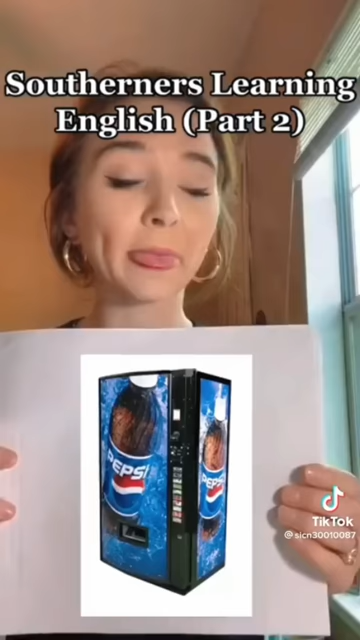 Southerners Learning
English (Part 2)
PEPSI
PEPSI
TikTok
@sicn30010087